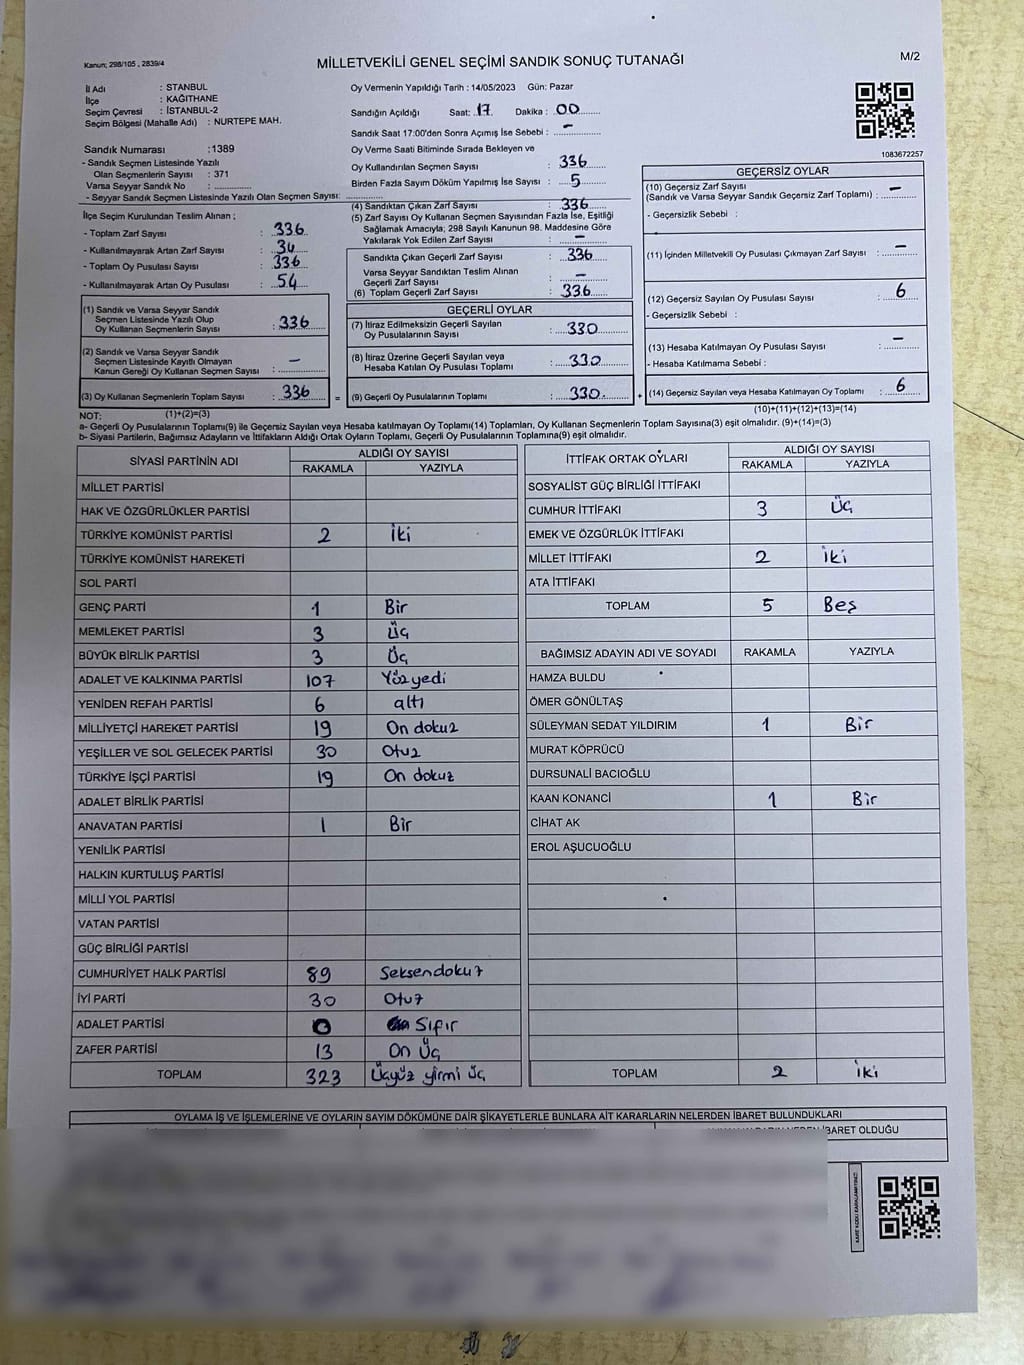 Kanun; 298/105 , 2839/4
MİLLETVEKİLİ GENEL SEÇİMİ SANDIK SONUÇ TUTANAĞI
M/2
İl Adı : STANBUL
İlçe : KAĞITHANE
Seçim Çevresi : İSTANBUL-2
Seçim Bölgesi (Mahalle Adı) : NURTEPE MAH.
Sandık Numarası :1389
- Sandık Seçmen Listesinde Yazılı
Olan Seçmenlerin Sayısı : 371
Varsa Seyyar Sandık No : ..............
- Seyyar Sandık Seçmen Listesinde Yazılı Olan Seçmen Sayısı: ..............
Oy Vermenin Yapıldığı Tarih : 14/05/2023 Gün: Pazar
Sandığın Açıldığı Saat: 17 Dakika : 00
Sandık Saat 17:00'den Sonra Açımış İse Sebebi : –
Oy Verme Saati Bitiminde Sırada Bekleyen ve
Oy Kullandırılan Seçmen Sayısı : 336
Birden Fazla Sayım Döküm Yapılmış İse Sayısı : 5
1083672257
İlçe Seçim Kurulundan Teslim Alınan ;
- Toplam Zarf Sayısı : 336
- Kullanılmayarak Artan Zarf Sayısı : 34
- Toplam Oy Pusulası Sayısı : 336
- Kullanılmayarak Artan Oy Pusulası : 54
(1) Sandık ve Varsa Seyyar Sandık
Seçmen Listesinde Yazılı Olup
Oy Kullanan Seçmenlerin Sayısı : 336
(2) Sandık ve Varsa Seyyar Sandık
Seçmen Listesinde Kayıtlı Olmayan
Kanun Gereği Oy Kullanan Seçmen Sayısı : –
(3) Oy Kullanan Seçmenlerin Toplam Sayısı : 336 =
(4) Sandıktan Çıkan Zarf Sayısı : 336
(5) Zarf Sayısı Oy Kullanan Seçmen Sayısından Fazla İse, Eşitliği
Sağlamak Amacıyla; 298 Sayılı Kanunun 98. Maddesine Göre
Yakılarak Yok Edilen Zarf Sayısı : –
Sandıkta Çıkan Geçerli Zarf Sayısı : 336
Varsa Seyyar Sandıktan Teslim Alınan
Geçerli Zarf Sayısı : –
(6) Toplam Geçerli Zarf Sayısı : 336
GEÇERLİ OYLAR
(7) İtiraz Edilmeksizin Geçerli Sayılan
Oy Pusulalarının Sayısı : 330
(8) İtiraz Üzerine Geçerli Sayılan veya
Hesaba Katılan Oy Pusulası Toplamı : 330
(9) Geçerli Oy Pusulalarının Toplamı : 330 +
GEÇERSİZ OYLAR
(10) Geçersiz Zarf Sayısı
(Sandık ve Varsa Seyyar Sandık Geçersiz Zarf Toplamı) : –
- Geçersizlik Sebebi :
(11) İçinden Milletvekili Oy Pusulası Çıkmayan Zarf Sayısı : –
(12) Geçersiz Sayılan Oy Pusulası Sayısı : 6
- Geçersizlik Sebebi :
(13) Hesaba Katılmayan Oy Pusulası Sayısı : –
- Hesaba Katılmama Sebebi :
(14) Geçersiz Sayılan veya Hesaba Katılmayan Oy Toplamı : 6
NOT: (1)+(2)=(3)
(10)+(11)+(12)+(13)=(14)
a- Geçerli Oy Pusulalarının Toplamı(9) ile Geçersiz Sayılan veya Hesaba katılmayan Oy Toplamı(14) Toplamları, Oy Kullanan Seçmenlerin Toplam Sayısına(3) eşit olmalıdır. (9)+(14)=(3)
b- Siyasi Partilerin, Bağımsız Adayların ve İttifakların Aldığı Ortak Oyların Toplamı, Geçerli Oy Pusulalarının Toplamına(9) eşit olmalıdır.
SİYASİ PARTİNİN ADI ALDIĞI OY SAYISI
RAKAMLA YAZIYLA
MİLLET PARTİSİ
HAK VE ÖZGÜRLÜKLER PARTİSİ
TÜRKİYE KOMÜNİST PARTİSİ 2 İki
TÜRKİYE KOMÜNİST HAREKETİ
SOL PARTİ
GENÇ PARTİ 1 Bir
MEMLEKET PARTİSİ 3 Üç
BÜYÜK BİRLİK PARTİSİ 3 Üç
ADALET VE KALKINMA PARTİSİ 107 Yüzyedi
YENİDEN REFAH PARTİSİ 6 altı
MİLLİYETÇİ HAREKET PARTİSİ 19 On dokuz
YEŞİLLER VE SOL GELECEK PARTİSİ 30 Otuz
TÜRKİYE İŞÇİ PARTİSİ 19 On dokuz
ADALET BİRLİK PARTİSİ
ANAVATAN PARTİSİ 1 Bir
YENİLİK PARTİSİ
HALKIN KURTULUŞ PARTİSİ
MİLLİ YOL PARTİSİ
VATAN PARTİSİ
GÜÇ BİRLİĞİ PARTİSİ
CUMHURİYET HALK PARTİSİ 89 Seksendokuz
İYİ PARTİ 30 Otuz
ADALET PARTİSİ 0 Sıfır
ZAFER PARTİSİ 13 On Üç
TOPLAM 323 Üçyüz yirmi üç
İTTİFAK ORTAK OYLARI ALDIĞI OY SAYISI
RAKAMLA YAZIYLA
SOSYALİST GÜÇ BİRLİĞİ İTTİFAKI
CUMHUR İTTİFAKI 3 Üç
EMEK VE ÖZGÜRLÜK İTTİFAKI
MİLLET İTTİFAKI 2 İki
ATA İTTİFAKI
TOPLAM 5 Beş
BAĞIMSIZ ADAYIN ADI VE SOYADI RAKAMLA YAZIYLA
HAMZA BULDU
ÖMER GÖNÜLTAŞ
SÜLEYMAN SEDAT YILDIRIM 1 Bir
MURAT KÖPRÜCÜ
DURSUNALİ BACIOĞLU
KAAN KONANCİ 1 Bir
CİHAT AK
EROL AŞUCUOĞLU
TOPLAM 2 İki
OYLAMA İŞ VE İŞLEMLERİNE VE OYLARIN SAYIM DÖKÜMÜNE DAİR ŞİKAYETLERLE BUNLARA AİT KARARLARIN NELERDEN İBARET BULUNDUKLARI
İBARET OLDUĞU